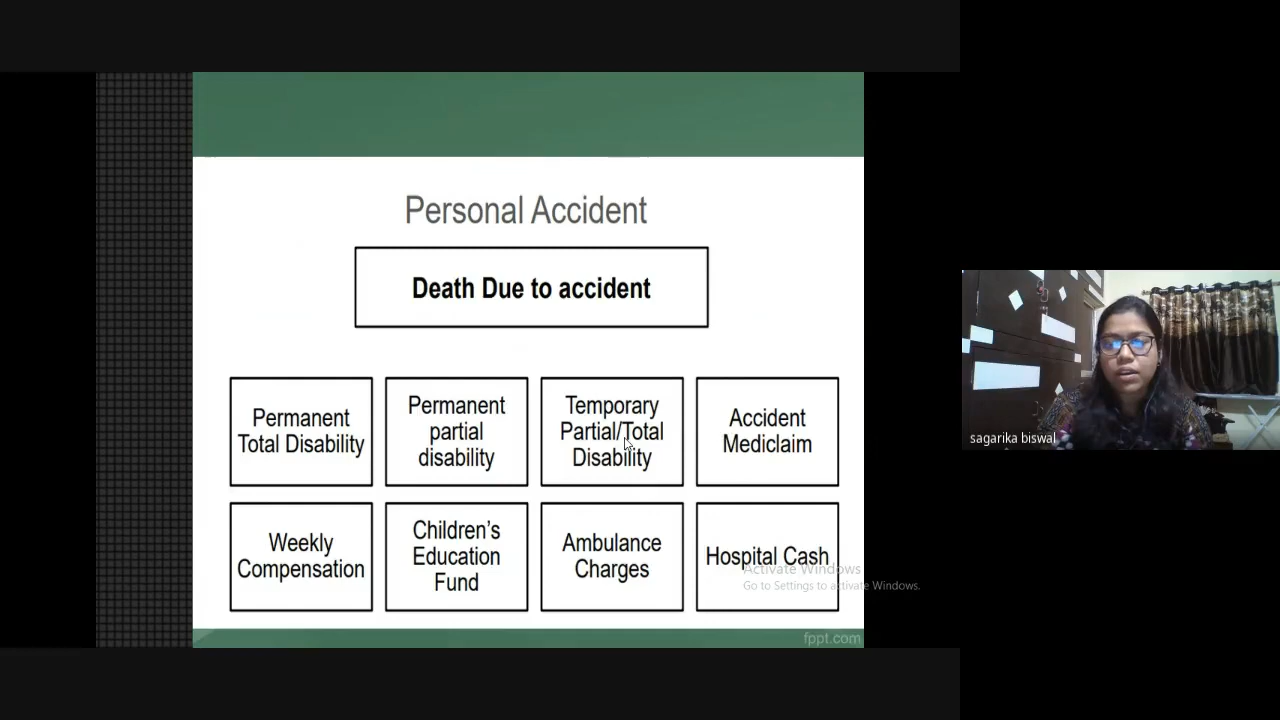 Personal Accident
Death Due to accident
Permanent
Total Disability
Permanent
partial
disability
Temporary
Partial/Total
Disability
Accident
Mediclaim
Weekly
Compensation
Children's
Education
Fund
Ambulance
Charges
Hospital Cash
Activate Windows
Go to Settings to activate Windows.
fppt.com
sagarika biswal